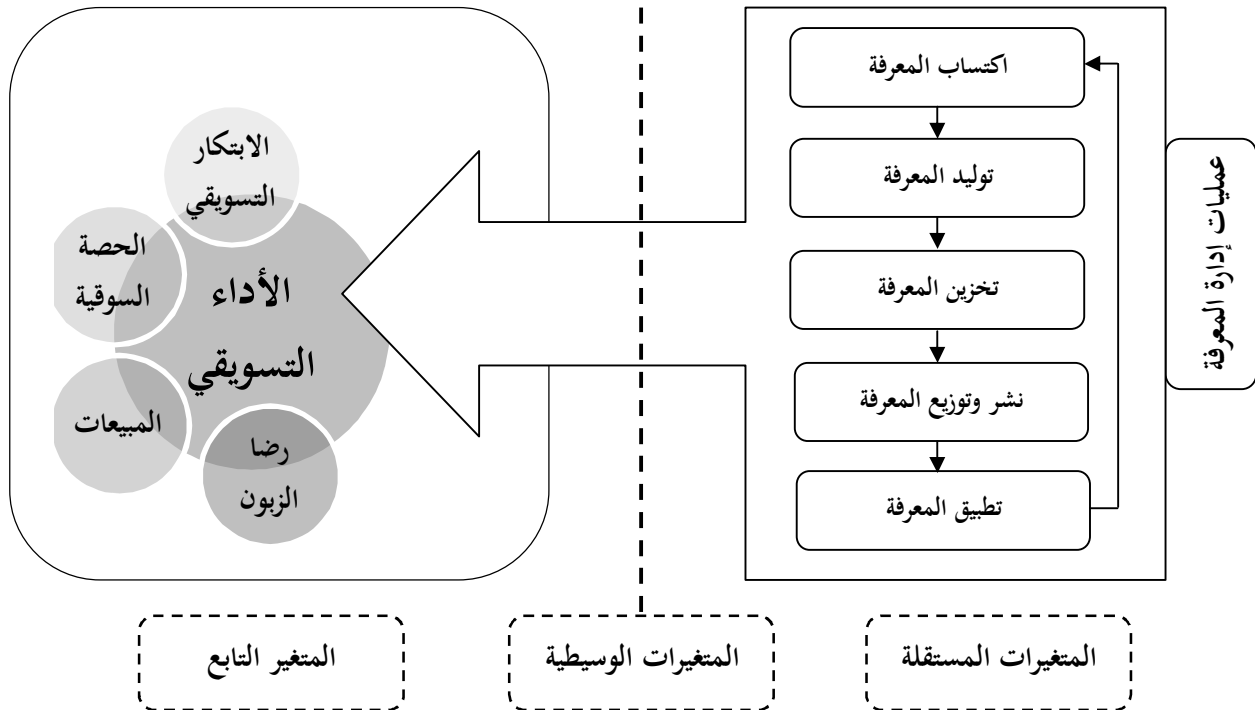 عمليات إدارة المعرفة
اكتساب المعرفة
توليد المعرفة
تخزين المعرفة
نشر وتوزيع المعرفة
تطبيق المعرفة
الابتكار
التسويقي
الحصة
السوقية
الأداء
التسويقي
المبيعات
رضا
الزبون
المتغيرات المستقلة
المتغيرات الوسيطية
المتغير التابع